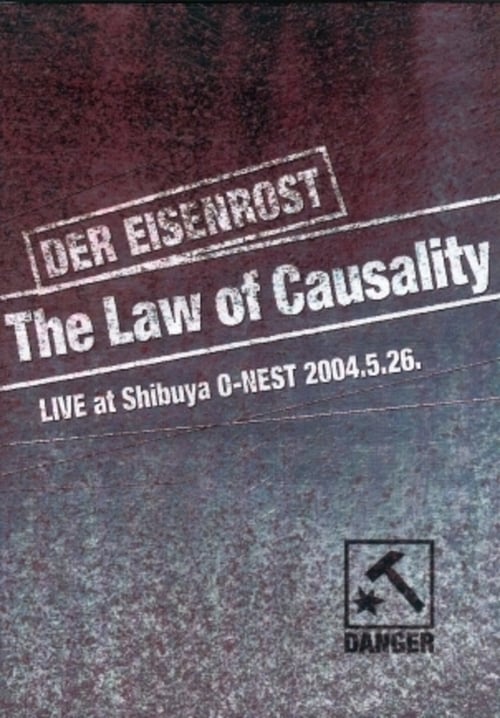 DER EISENROST
The Law of Causality
LIVE at Shibuya O-NEST 2004.5.26.
DANGER